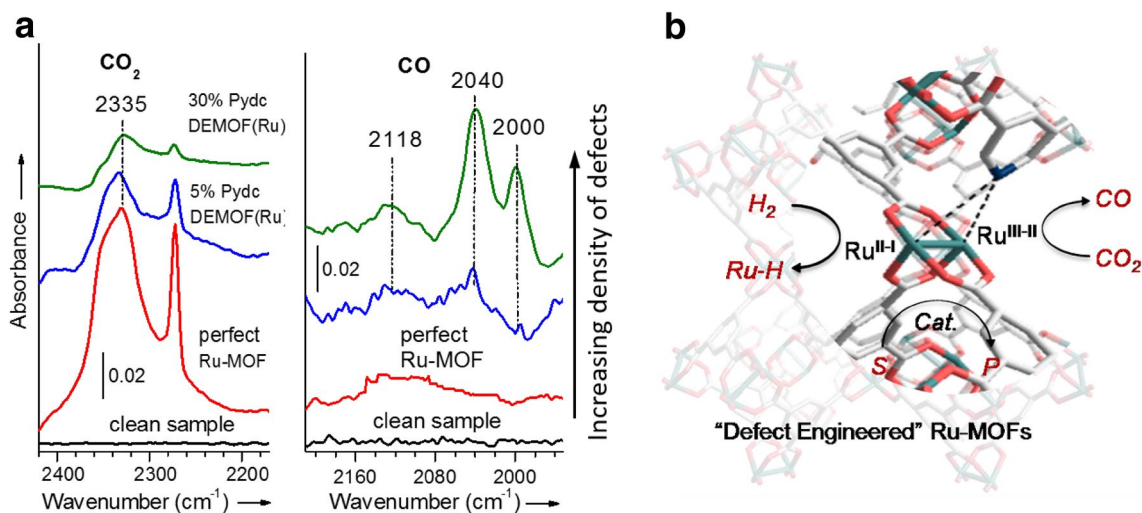 a
CO₂
2335
30% Pydc
DEMOF(Ru)
5% Pydc
DEMOF(Ru)
perfect
Ru-MOF
0.02
clean sample
Absorbance
2400 2300 2200
Wavenumber (cm⁻¹)
CO
2040
2000
2118
0.02
perfect
Ru-MOF
clean sample
2160 2080 2000
Wavenumber (cm⁻¹)
Increasing density of defects
b
H₂
Ru-H
Ruᴵᴵ⁻ᴵ
Ruᴵᴵᴵ⁻ᴵᴵ
CO
CO₂
Cat.
S P
“Defect Engineered” Ru-MOFs